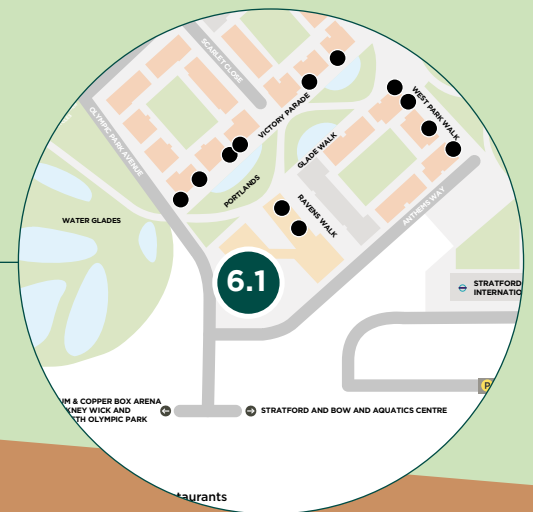 SCARLET CLOSE
VICTORY PARADE
WEST PARK WALK
OLYMPIC PARK AVENUE
GLADE WALK
PORTLANDS
RAVENS WALK
ANTHEMS WAY
WATER GLADES
6.1
STRATFORD
INTERNATIO
P
UM & COPPER BOX ARENA
KNEY WICK AND
TH OLYMPIC PARK
STRATFORD AND BOW AND AQUATICS CENTRE
taurants